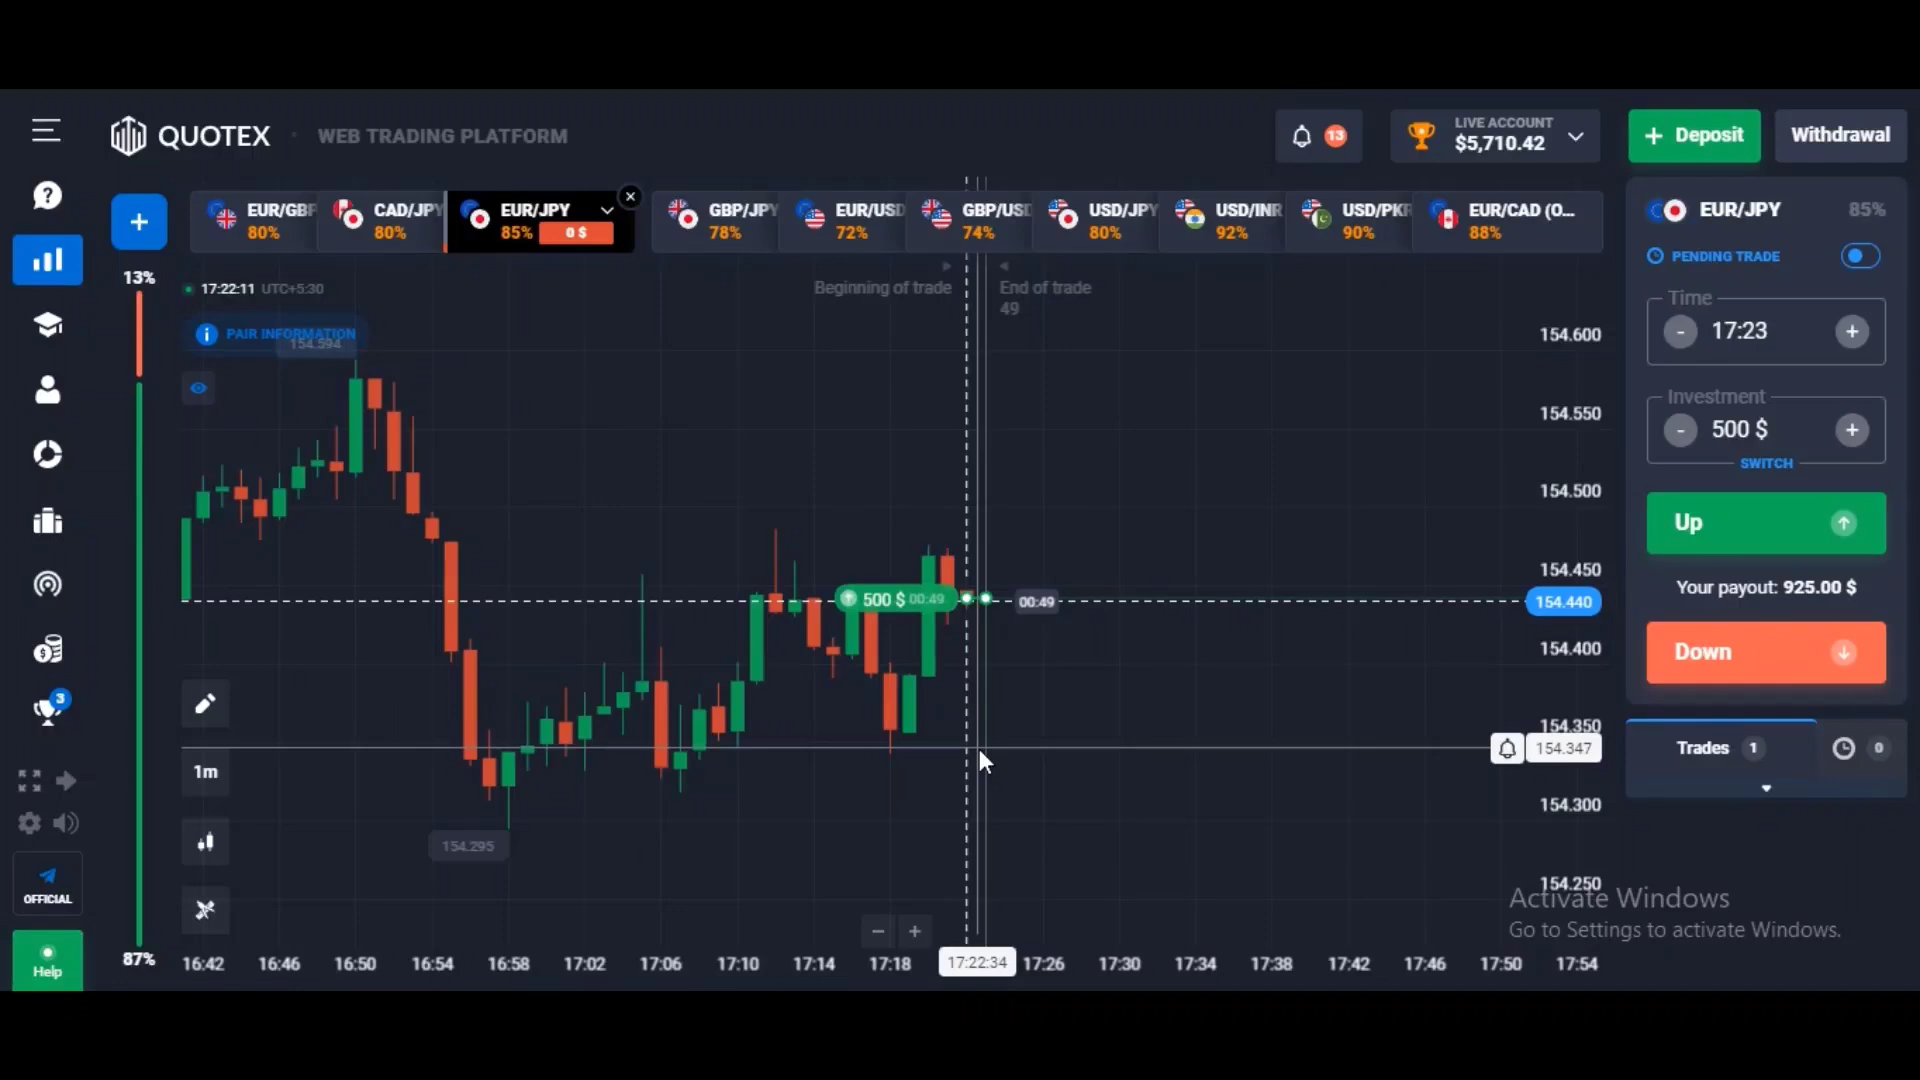 QUOTEX
WEB TRADING PLATFORM
13
LIVE ACCOUNT
$5,710.42
+ Deposit
Withdrawal
EUR/GBP
80%
CAD/JPY
80%
EUR/JPY
85%
0 $
GBP/JPY
78%
EUR/USD
72%
GBP/USD
74%
USD/JPY
80%
USD/INR
92%
USD/PKR
90%
EUR/CAD (O...
88%
EUR/JPY
85%
PENDING TRADE
Time
- 17:23 +
Investment
- 500 $ +
SWITCH
Up
Your payout: 925.00 $
Down
Trades 1
0
13%
17:22:11 UTC+5:30
PAIR INFORMATION
154.594
Beginning of trade
End of trade
49
154.600
154.550
154.500
154.450
500 $ 00:49
00:49
154.440
154.400
154.350
154.347
154.300
154.250
154.295
1m
3
OFFICIAL
Help
87%
16:42 16:46 16:50 16:54 16:58 17:02 17:06 17:10 17:14 17:18 17:22:34 17:26 17:30 17:34 17:38 17:42 17:46 17:50 17:54
Activate Windows
Go to Settings to activate Windows.